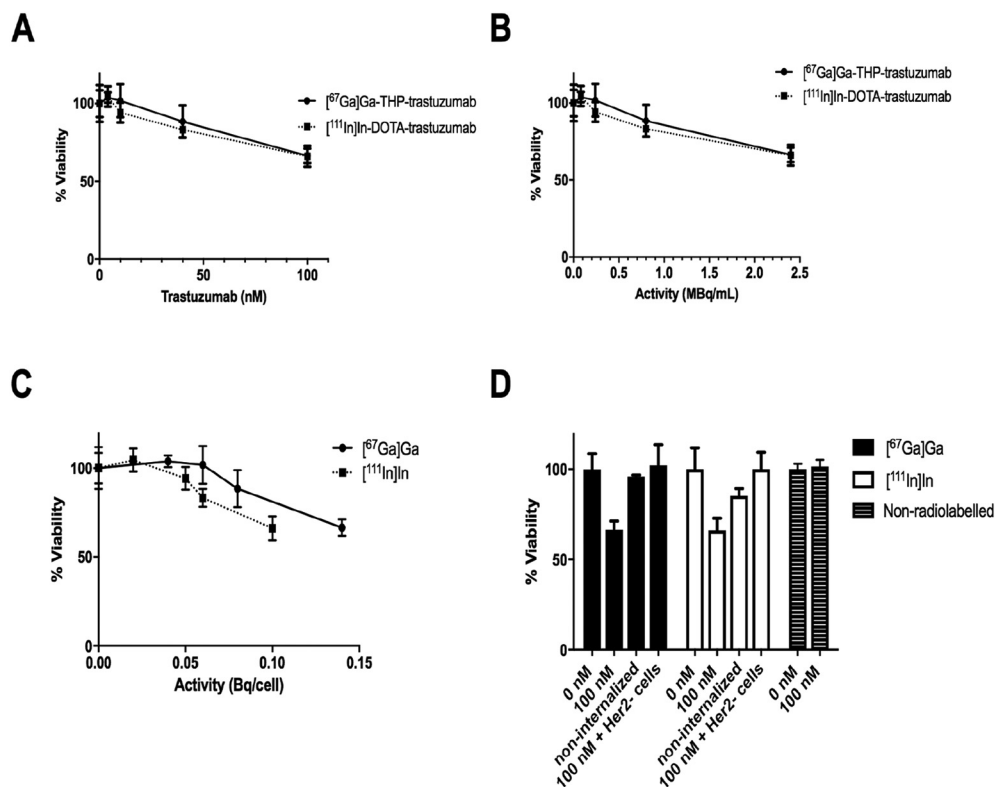 A
100
50
0
% Viability
0
50
100
Trastuzumab (nM)
[⁶⁷Ga]Ga-THP-trastuzumab
[¹¹¹In]In-DOTA-trastuzumab
B
100
50
0
% Viability
0.0
0.5
1.0
1.5
2.0
2.5
Activity (MBq/mL)
[⁶⁷Ga]Ga-THP-trastuzumab
[¹¹¹In]In-DOTA-trastuzumab
C
100
50
0
% Viability
0.00
0.05
0.10
0.15
Activity (Bq/cell)
[⁶⁷Ga]Ga
[¹¹¹In]In
D
100
50
0
% Viability
0 nM
100 nM
non-internalized
100 nM + Her2- cells
0 nM
100 nM
non-internalized
100 nM + Her2- cells
0 nM
100 nM
[⁶⁷Ga]Ga
[¹¹¹In]In
Non-radiolabelled